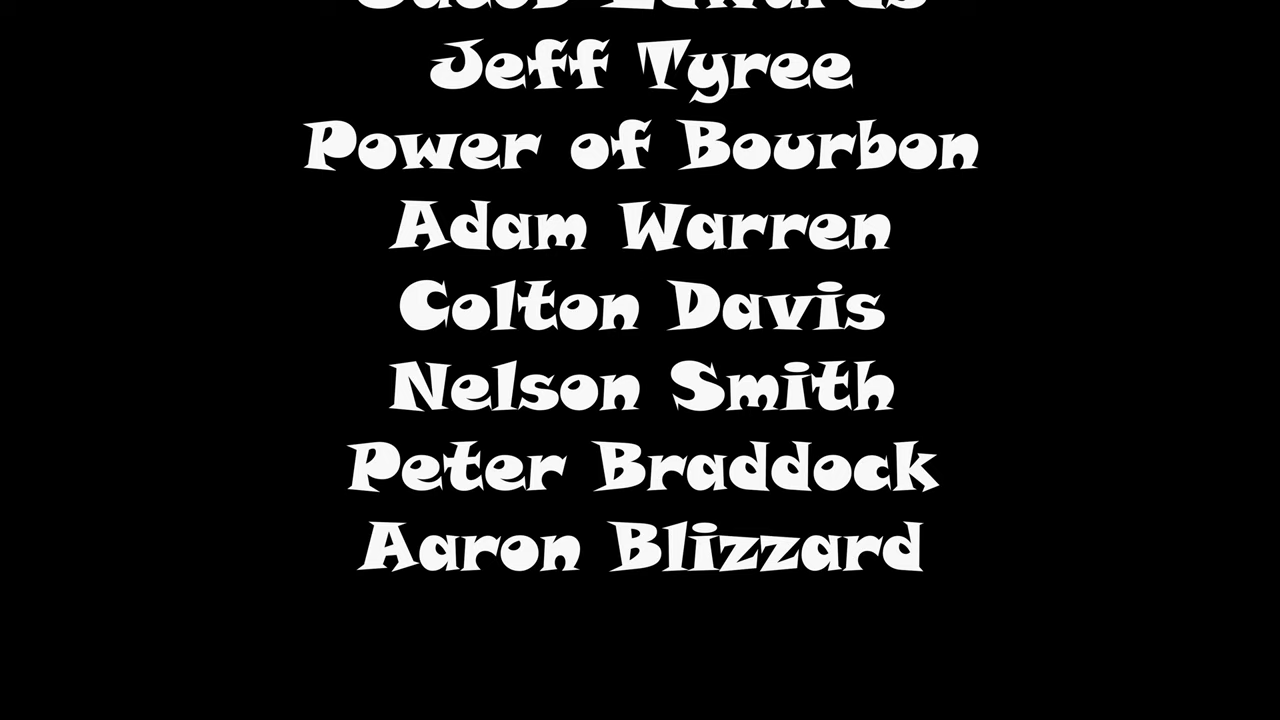 Jeff Tyree
Power of Bourbon
Adam Warren
Colton Davis
Nelson Smith
Peter Braddock
Aaron Blizzard